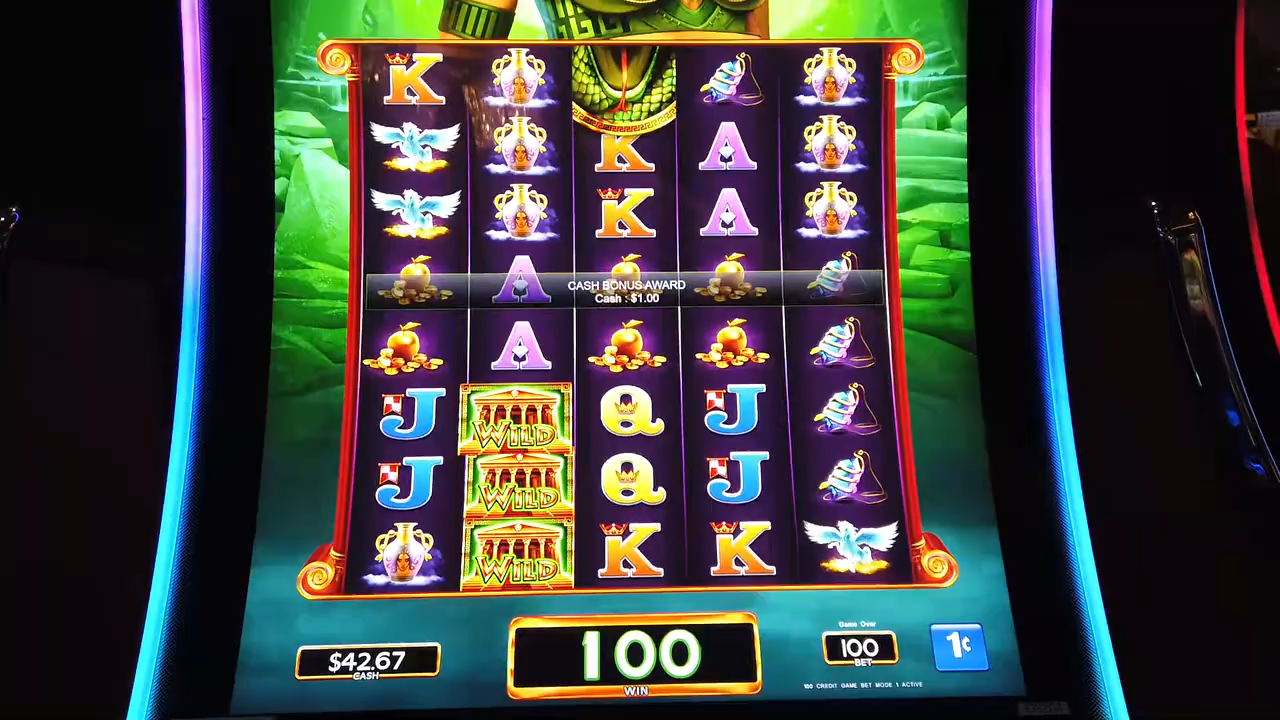 K
K
A
K
A
A
CASH BONUS AWARD
Cash : $1.00
A
J
WILD
Q
J
J
WILD
Q
J
WILD
K
K
$42.67
CASH
100
WIN
Game Over
100
BET
1¢
100 CREDIT GAME BET MODE 1 ACTIVE